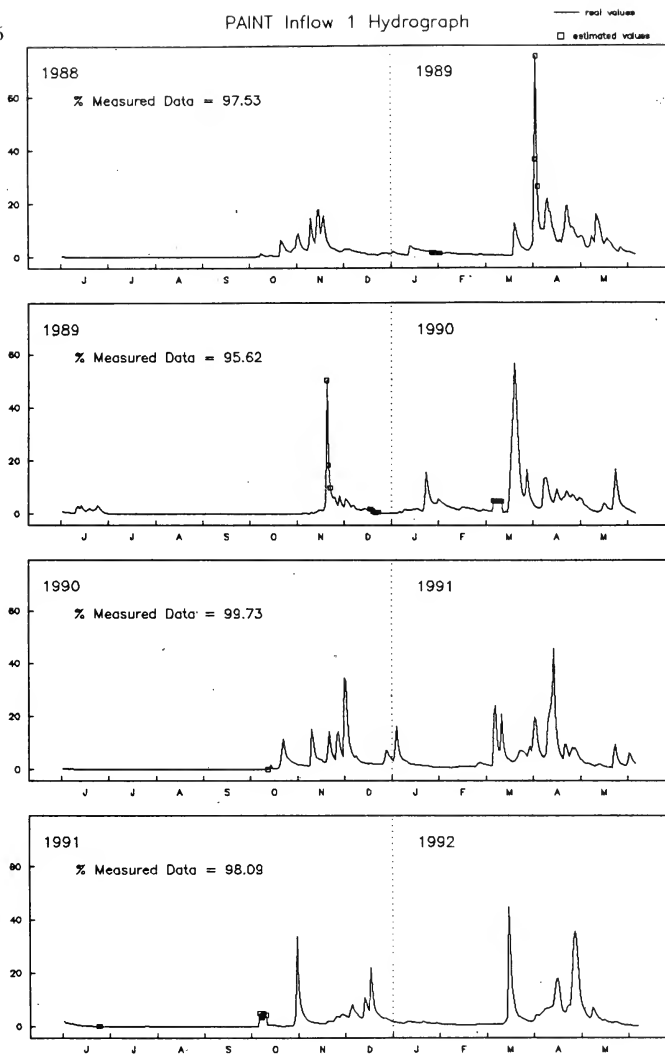 5
PAINT Inflow 1 Hydrograph
real values
estimated values
1988
1989
% Measured Data = 97.53
60
40
20
0
J J A S O N D J F M A M
1989
1990
% Measured Data = 95.62
60
40
20
0
J J A S O N D J F M A M
1990
1991
% Measured Data = 99.73
60
40
20
0
J J A S O N D J F M A M
1991
1992
% Measured Data = 98.09
60
40
20
0
J J A S O N D J F M A M